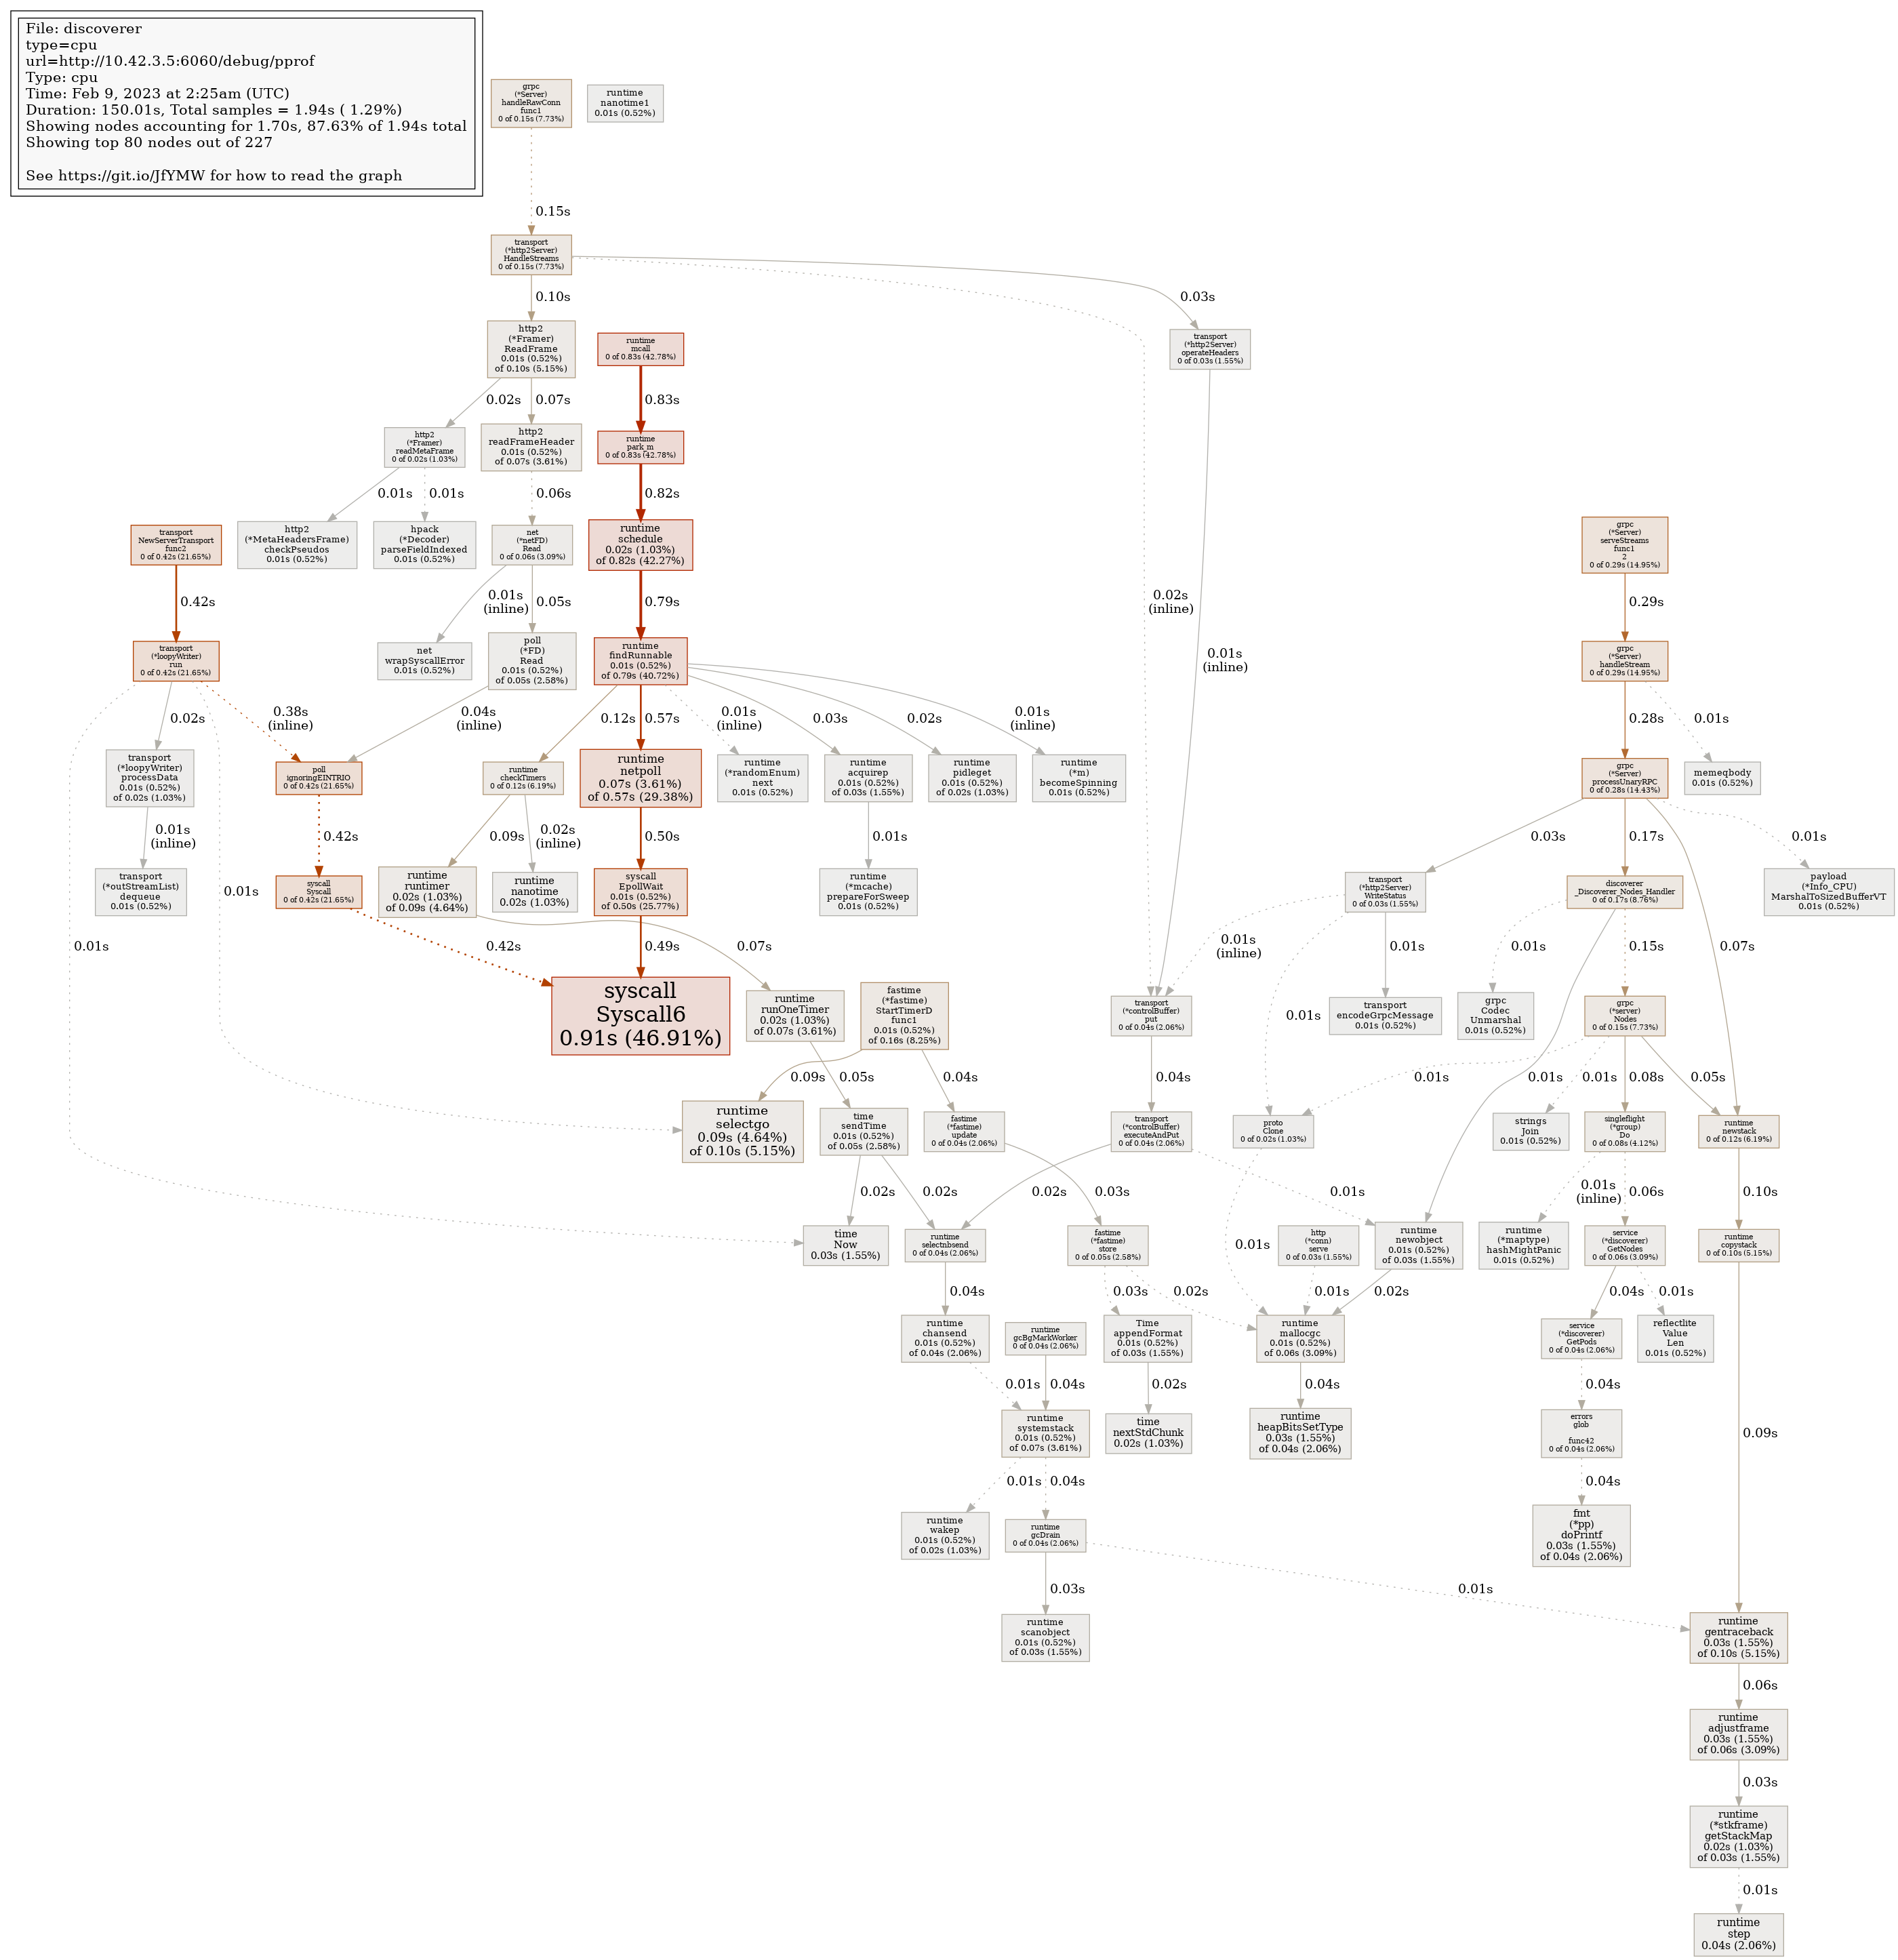 File: discoverer
type=cpu
url=http://10.42.3.5:6060/debug/pprof
Type: cpu
Time: Feb 9, 2023 at 2:25am (UTC)
Duration: 150.01s, Total samples = 1.94s ( 1.29%)
Showing nodes accounting for 1.70s, 87.63% of 1.94s total
Showing top 80 nodes out of 227
See https://git.io/JfYMW for how to read the graph
grpc
(*Server)
handleRawConn
func1
0 of 0.15s (7.73%)
runtime
nanotime1
0.01s (0.52%)
0.15s
transport
(*http2Server)
HandleStreams
0 of 0.15s (7.73%)
0.10s
0.03s
http2
(*Framer)
ReadFrame
0.01s (0.52%)
of 0.10s (5.15%)
runtime
mcall
0 of 0.83s (42.78%)
transport
(*http2Server)
operateHeaders
0 of 0.03s (1.55%)
0.02s
0.07s
0.83s
http2
(*Framer)
readMetaFrame
0 of 0.02s (1.03%)
http2
readFrameHeader
0.01s (0.52%)
of 0.07s (3.61%)
runtime
park_m
0 of 0.83s (42.78%)
0.01s
0.01s
0.06s
0.82s
transport
NewServerTransport
func2
0 of 0.42s (21.65%)
http2
(*MetaHeadersFrame)
checkPseudos
0.01s (0.52%)
hpack
(*Decoder)
parseFieldIndexed
0.01s (0.52%)
net
(*netFD)
Read
0 of 0.06s (3.09%)
runtime
schedule
0.02s (1.03%)
of 0.82s (42.27%)
grpc
(*Server)
serveStreams
func1
2
0 of 0.29s (14.95%)
0.42s
0.01s
(inline)
0.05s
0.79s
0.02s
(inline)
0.01s
(inline)
0.29s
transport
(*loopyWriter)
run
0 of 0.42s (21.65%)
net
wrapSyscallError
0.01s (0.52%)
poll
(*FD)
Read
0.01s (0.52%)
of 0.05s (2.58%)
runtime
findRunnable
0.01s (0.52%)
of 0.79s (40.72%)
grpc
(*Server)
handleStream
0 of 0.29s (14.95%)
0.02s
0.38s
(inline)
0.04s
(inline)
0.12s
0.57s
0.01s
(inline)
0.03s
0.02s
0.01s
(inline)
0.28s
0.01s
transport
(*loopyWriter)
processData
0.01s (0.52%)
of 0.02s (1.03%)
poll
ignoringEINTRIO
0 of 0.42s (21.65%)
runtime
checkTimers
0 of 0.12s (6.19%)
runtime
netpoll
0.07s (3.61%)
of 0.57s (29.38%)
runtime
(*randomEnum)
next
0.01s (0.52%)
runtime
acquirep
0.01s (0.52%)
of 0.03s (1.55%)
runtime
pidleget
0.01s (0.52%)
of 0.02s (1.03%)
runtime
(*m)
becomeSpinning
0.01s (0.52%)
grpc
(*Server)
processUnaryRPC
0 of 0.28s (14.43%)
memeqbody
0.01s (0.52%)
0.01s
(inline)
0.42s
0.09s
0.02s
(inline)
0.50s
0.01s
0.03s
0.17s
0.01s
transport
(*outStreamList)
dequeue
0.01s (0.52%)
syscall
Syscall
0 of 0.42s (21.65%)
runtime
runtimer
0.02s (1.03%)
of 0.09s (4.64%)
runtime
nanotime
0.02s (1.03%)
syscall
EpollWait
0.01s (0.52%)
of 0.50s (25.77%)
runtime
(*mcache)
prepareForSweep
0.01s (0.52%)
transport
(*http2Server)
WriteStatus
0 of 0.03s (1.55%)
discoverer
_Discoverer_Nodes_Handler
0 of 0.17s (8.76%)
payload
(*Info_CPU)
MarshalToSizedBufferVT
0.01s (0.52%)
0.01s
0.01s
0.42s
0.49s
0.07s
0.01s
(inline)
0.01s
0.01s
0.15s
0.07s
syscall
Syscall6
0.91s (46.91%)
runtime
runOneTimer
0.02s (1.03%)
of 0.07s (3.61%)
fastime
(*fastime)
StartTimerD
func1
0.01s (0.52%)
of 0.16s (8.25%)
transport
(*controlBuffer)
put
0 of 0.04s (2.06%)
0.01s
transport
encodeGrpcMessage
0.01s (0.52%)
grpc
Codec
Unmarshal
0.01s (0.52%)
grpc
(*server)
Nodes
0 of 0.15s (7.73%)
0.09s
0.05s
0.04s
0.04s
0.01s
0.01s
0.01s
0.08s
0.05s
runtime
selectgo
0.09s (4.64%)
of 0.10s (5.15%)
time
sendTime
0.01s (0.52%)
of 0.05s (2.58%)
fastime
(*fastime)
update
0 of 0.04s (2.06%)
transport
(*controlBuffer)
executeAndPut
0 of 0.04s (2.06%)
proto
Clone
0 of 0.02s (1.03%)
strings
Join
0.01s (0.52%)
singleflight
(*group)
Do
0 of 0.08s (4.12%)
runtime
newstack
0 of 0.12s (6.19%)
0.02s
0.02s
0.02s
0.03s
0.01s
0.01s
(inline)
0.06s
0.10s
time
Now
0.03s (1.55%)
runtime
selectnbsend
0 of 0.04s (2.06%)
fastime
(*fastime)
store
0 of 0.05s (2.58%)
0.01s
http
(*conn)
serve
0 of 0.03s (1.55%)
runtime
newobject
0.01s (0.52%)
of 0.03s (1.55%)
runtime
(*maptype)
hashMightPanic
0.01s (0.52%)
service
(*discoverer)
GetNodes
0 of 0.06s (3.09%)
runtime
copystack
0 of 0.10s (5.15%)
0.04s
0.03s
0.02s
0.01s
0.02s
0.04s
0.01s
runtime
chansend
0.01s (0.52%)
of 0.04s (2.06%)
runtime
gcBgMarkWorker
0 of 0.04s (2.06%)
Time
appendFormat
0.01s (0.52%)
of 0.03s (1.55%)
runtime
mallocgc
0.01s (0.52%)
of 0.06s (3.09%)
service
(*discoverer)
GetPods
0 of 0.04s (2.06%)
reflectlite
Value
Len
0.01s (0.52%)
0.01s
0.04s
0.02s
0.04s
0.04s
runtime
systemstack
0.01s (0.52%)
of 0.07s (3.61%)
time
nextStdChunk
0.02s (1.03%)
runtime
heapBitsSetType
0.03s (1.55%)
of 0.04s (2.06%)
errors
glob
func42
0 of 0.04s (2.06%)
0.09s
0.01s
0.04s
0.04s
runtime
wakep
0.01s (0.52%)
of 0.02s (1.03%)
runtime
gcDrain
0 of 0.04s (2.06%)
fmt
(*pp)
doPrintf
0.03s (1.55%)
of 0.04s (2.06%)
0.03s
0.01s
runtime
scanobject
0.01s (0.52%)
of 0.03s (1.55%)
runtime
gentraceback
0.03s (1.55%)
of 0.10s (5.15%)
0.06s
runtime
adjustframe
0.03s (1.55%)
of 0.06s (3.09%)
0.03s
runtime
(*stkframe)
getStackMap
0.02s (1.03%)
of 0.03s (1.55%)
0.01s
runtime
step
0.04s (2.06%)